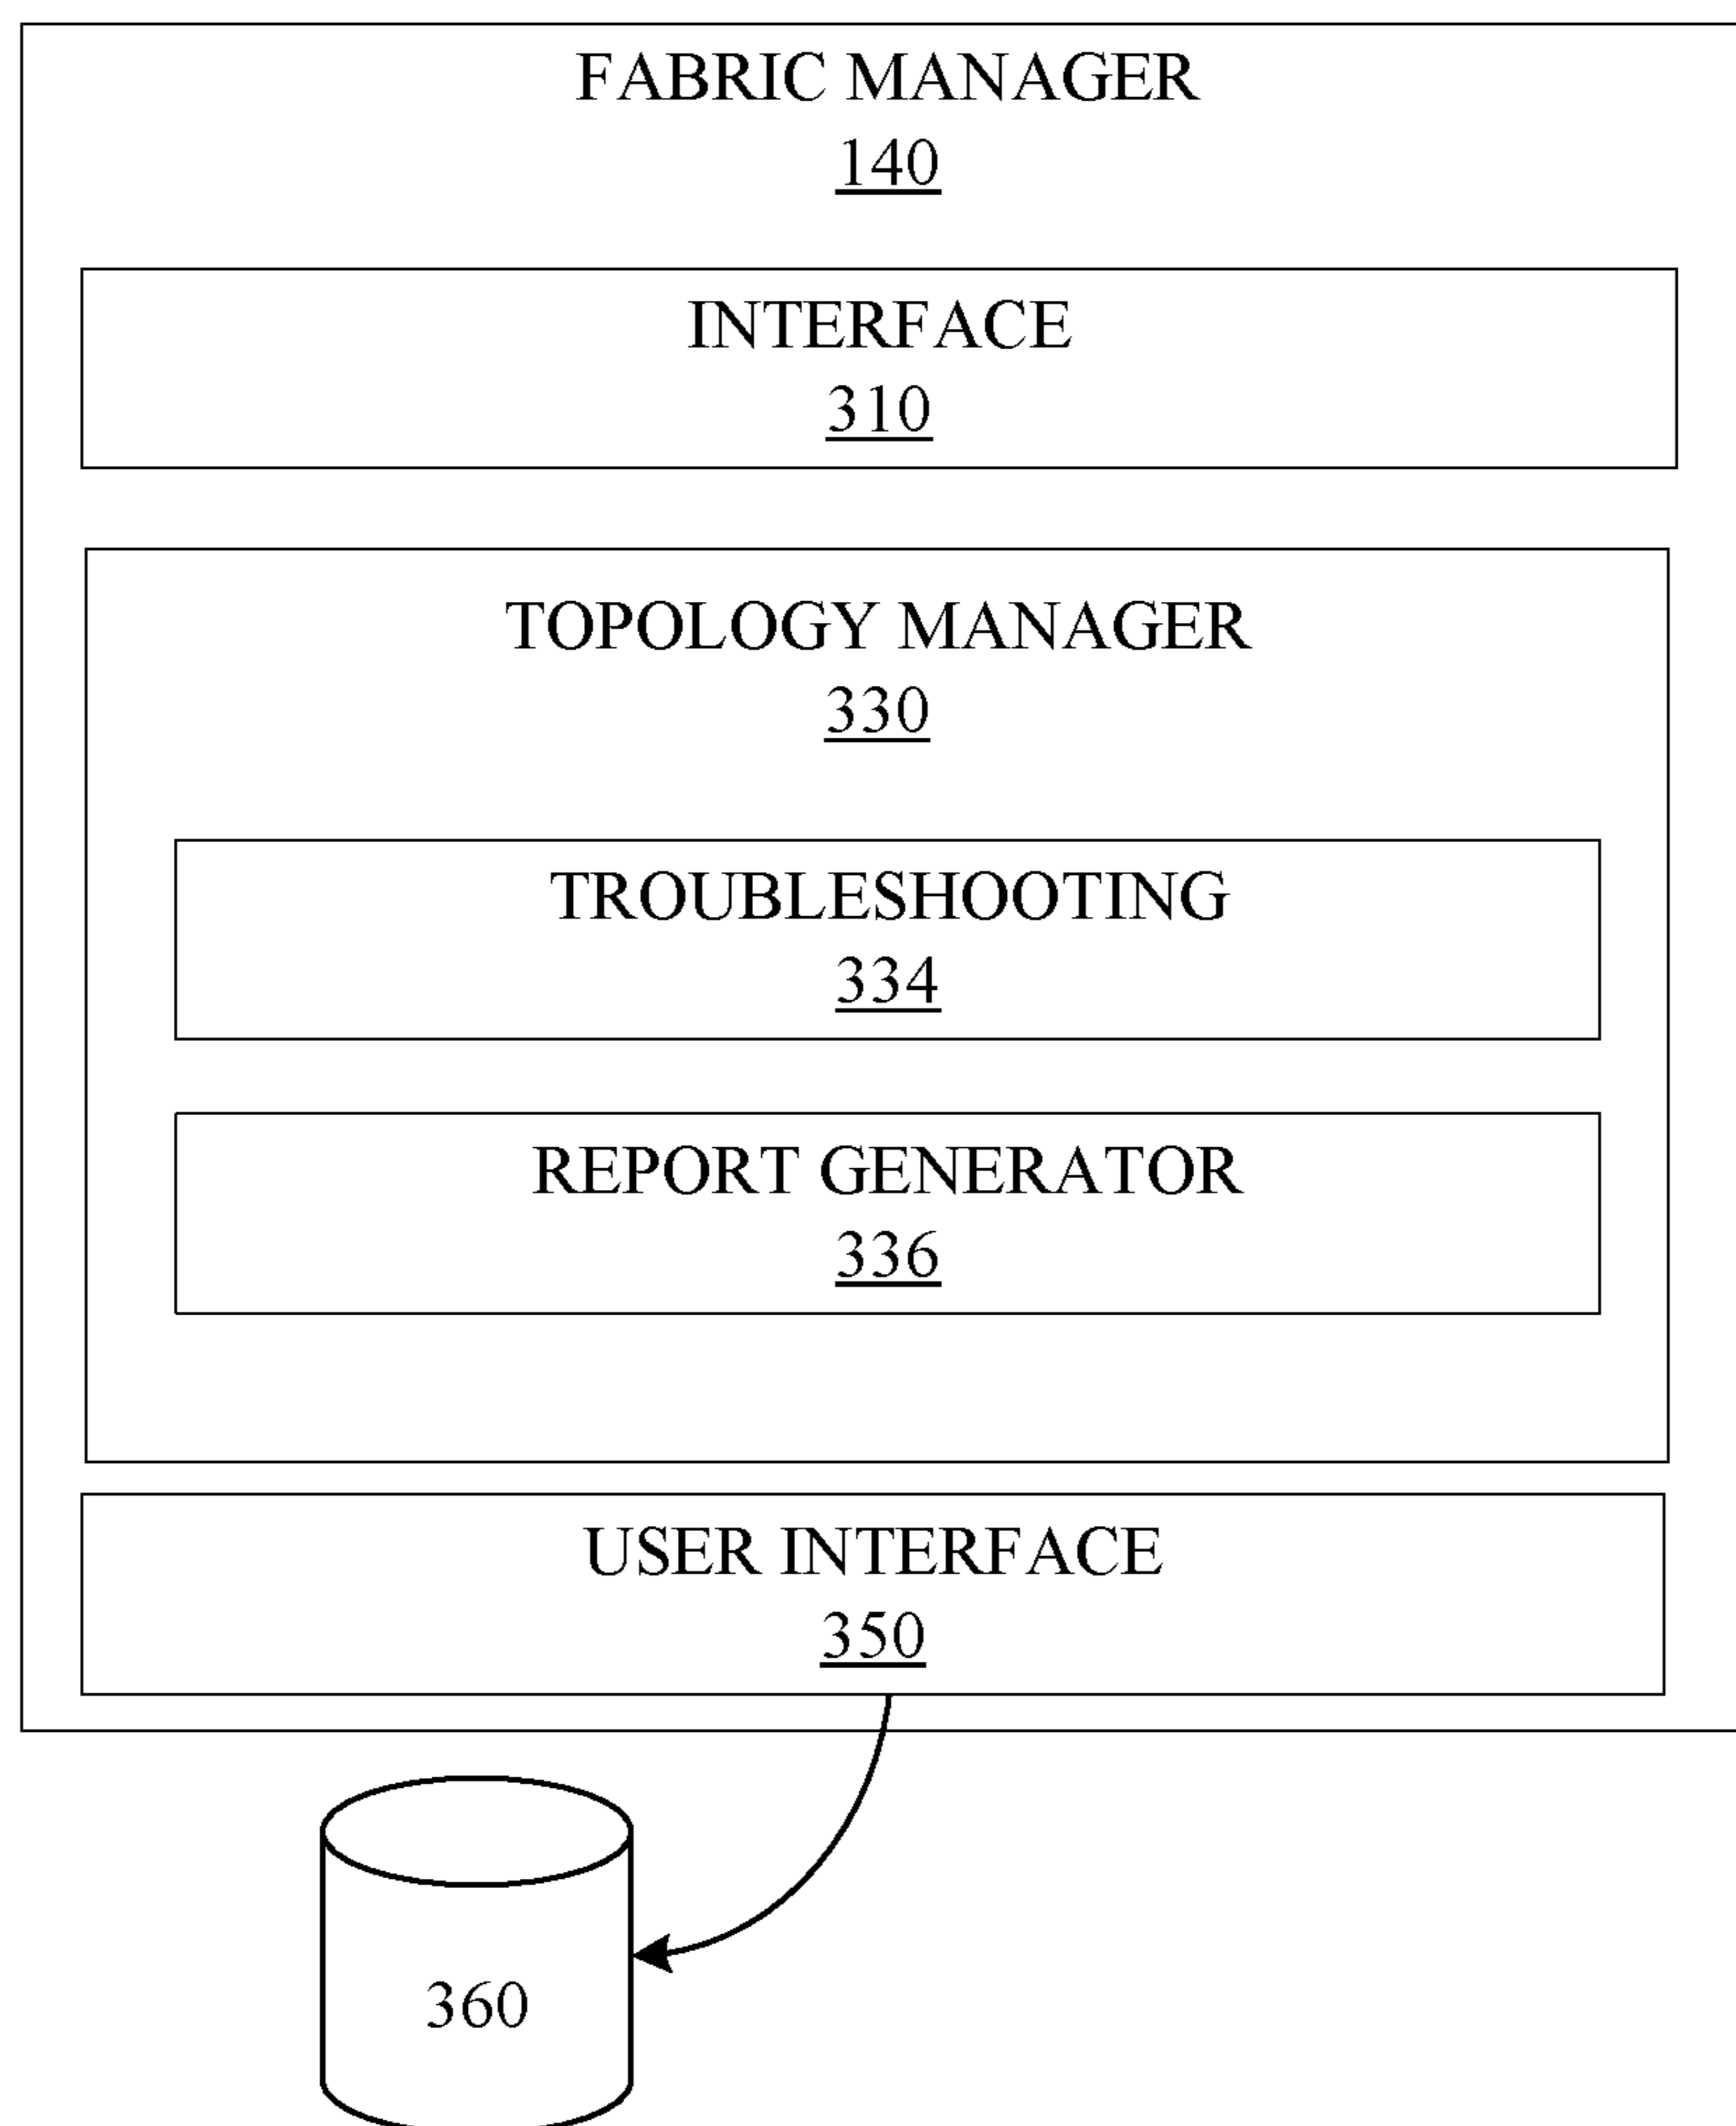 FABRIC MANAGER
140
INTERFACE
310
TOPOLOGY MANAGER
330
TROUBLESHOOTING
334
REPORT GENERATOR
336
USER INTERFACE
350
360